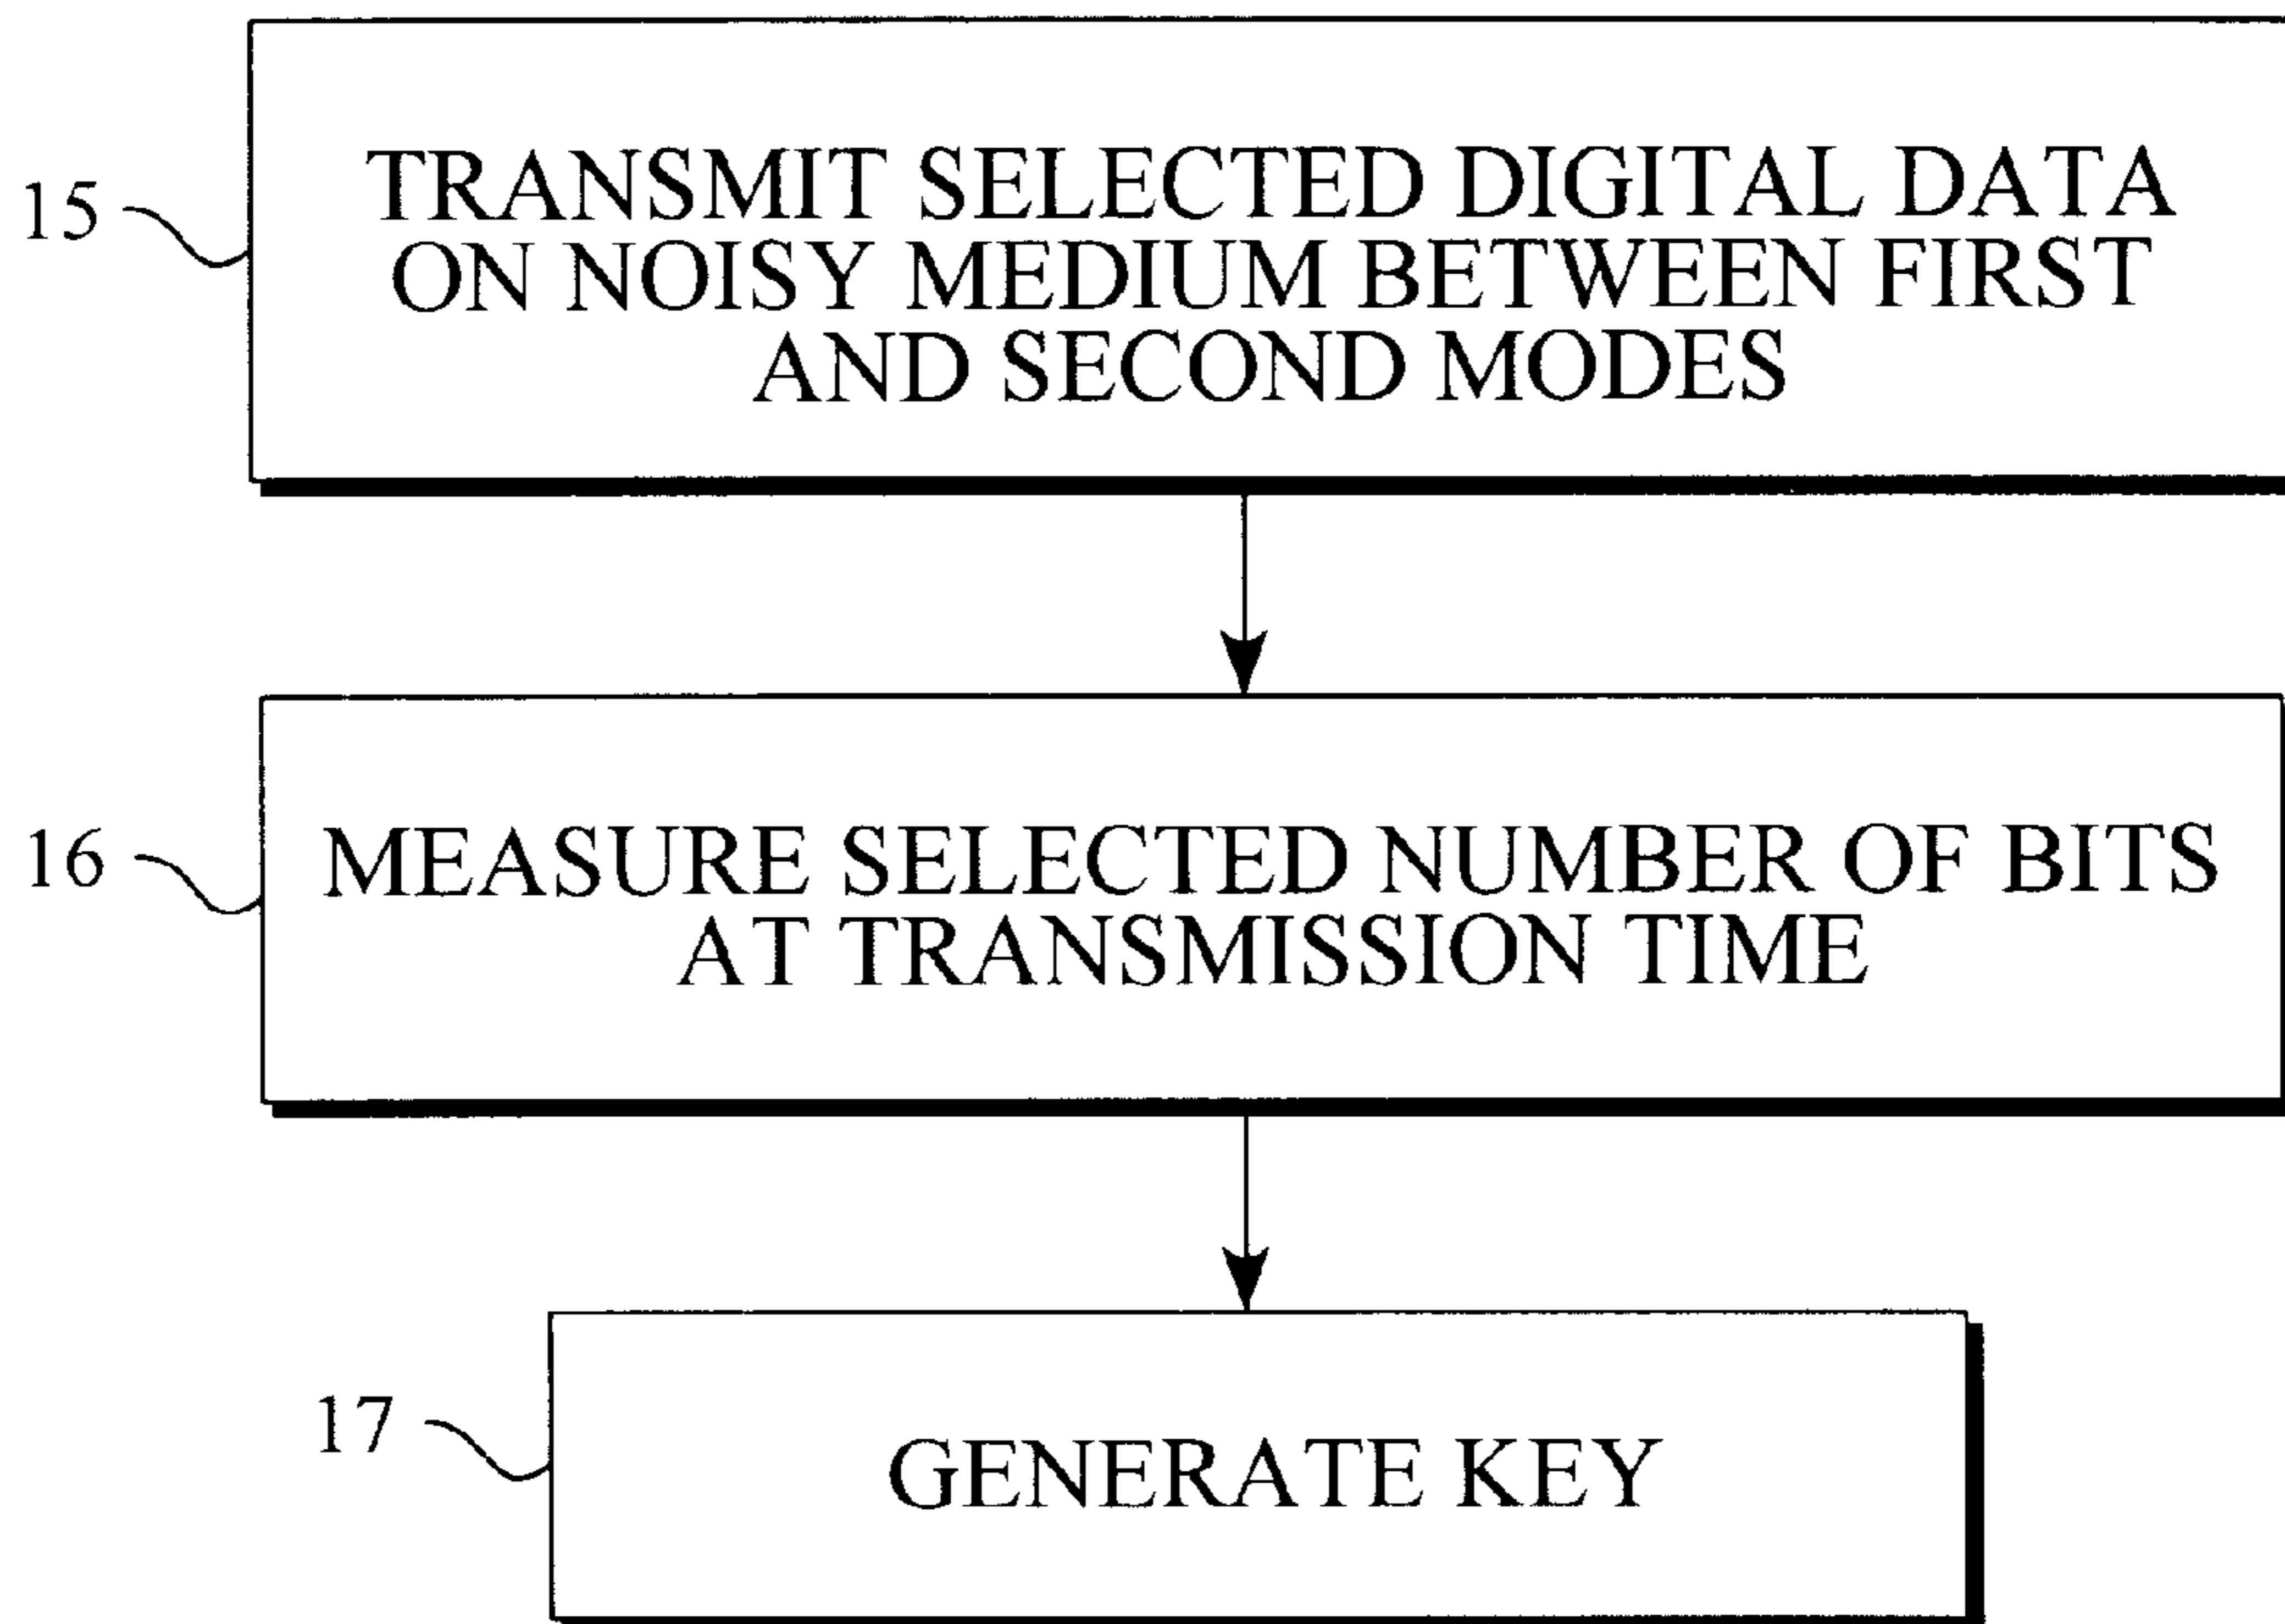 15
TRANSMIT SELECTED DIGITAL DATA
ON NOISY MEDIUM BETWEEN FIRST
AND SECOND MODES
16
MEASURE SELECTED NUMBER OF BITS
AT TRANSMISSION TIME
17
GENERATE KEY